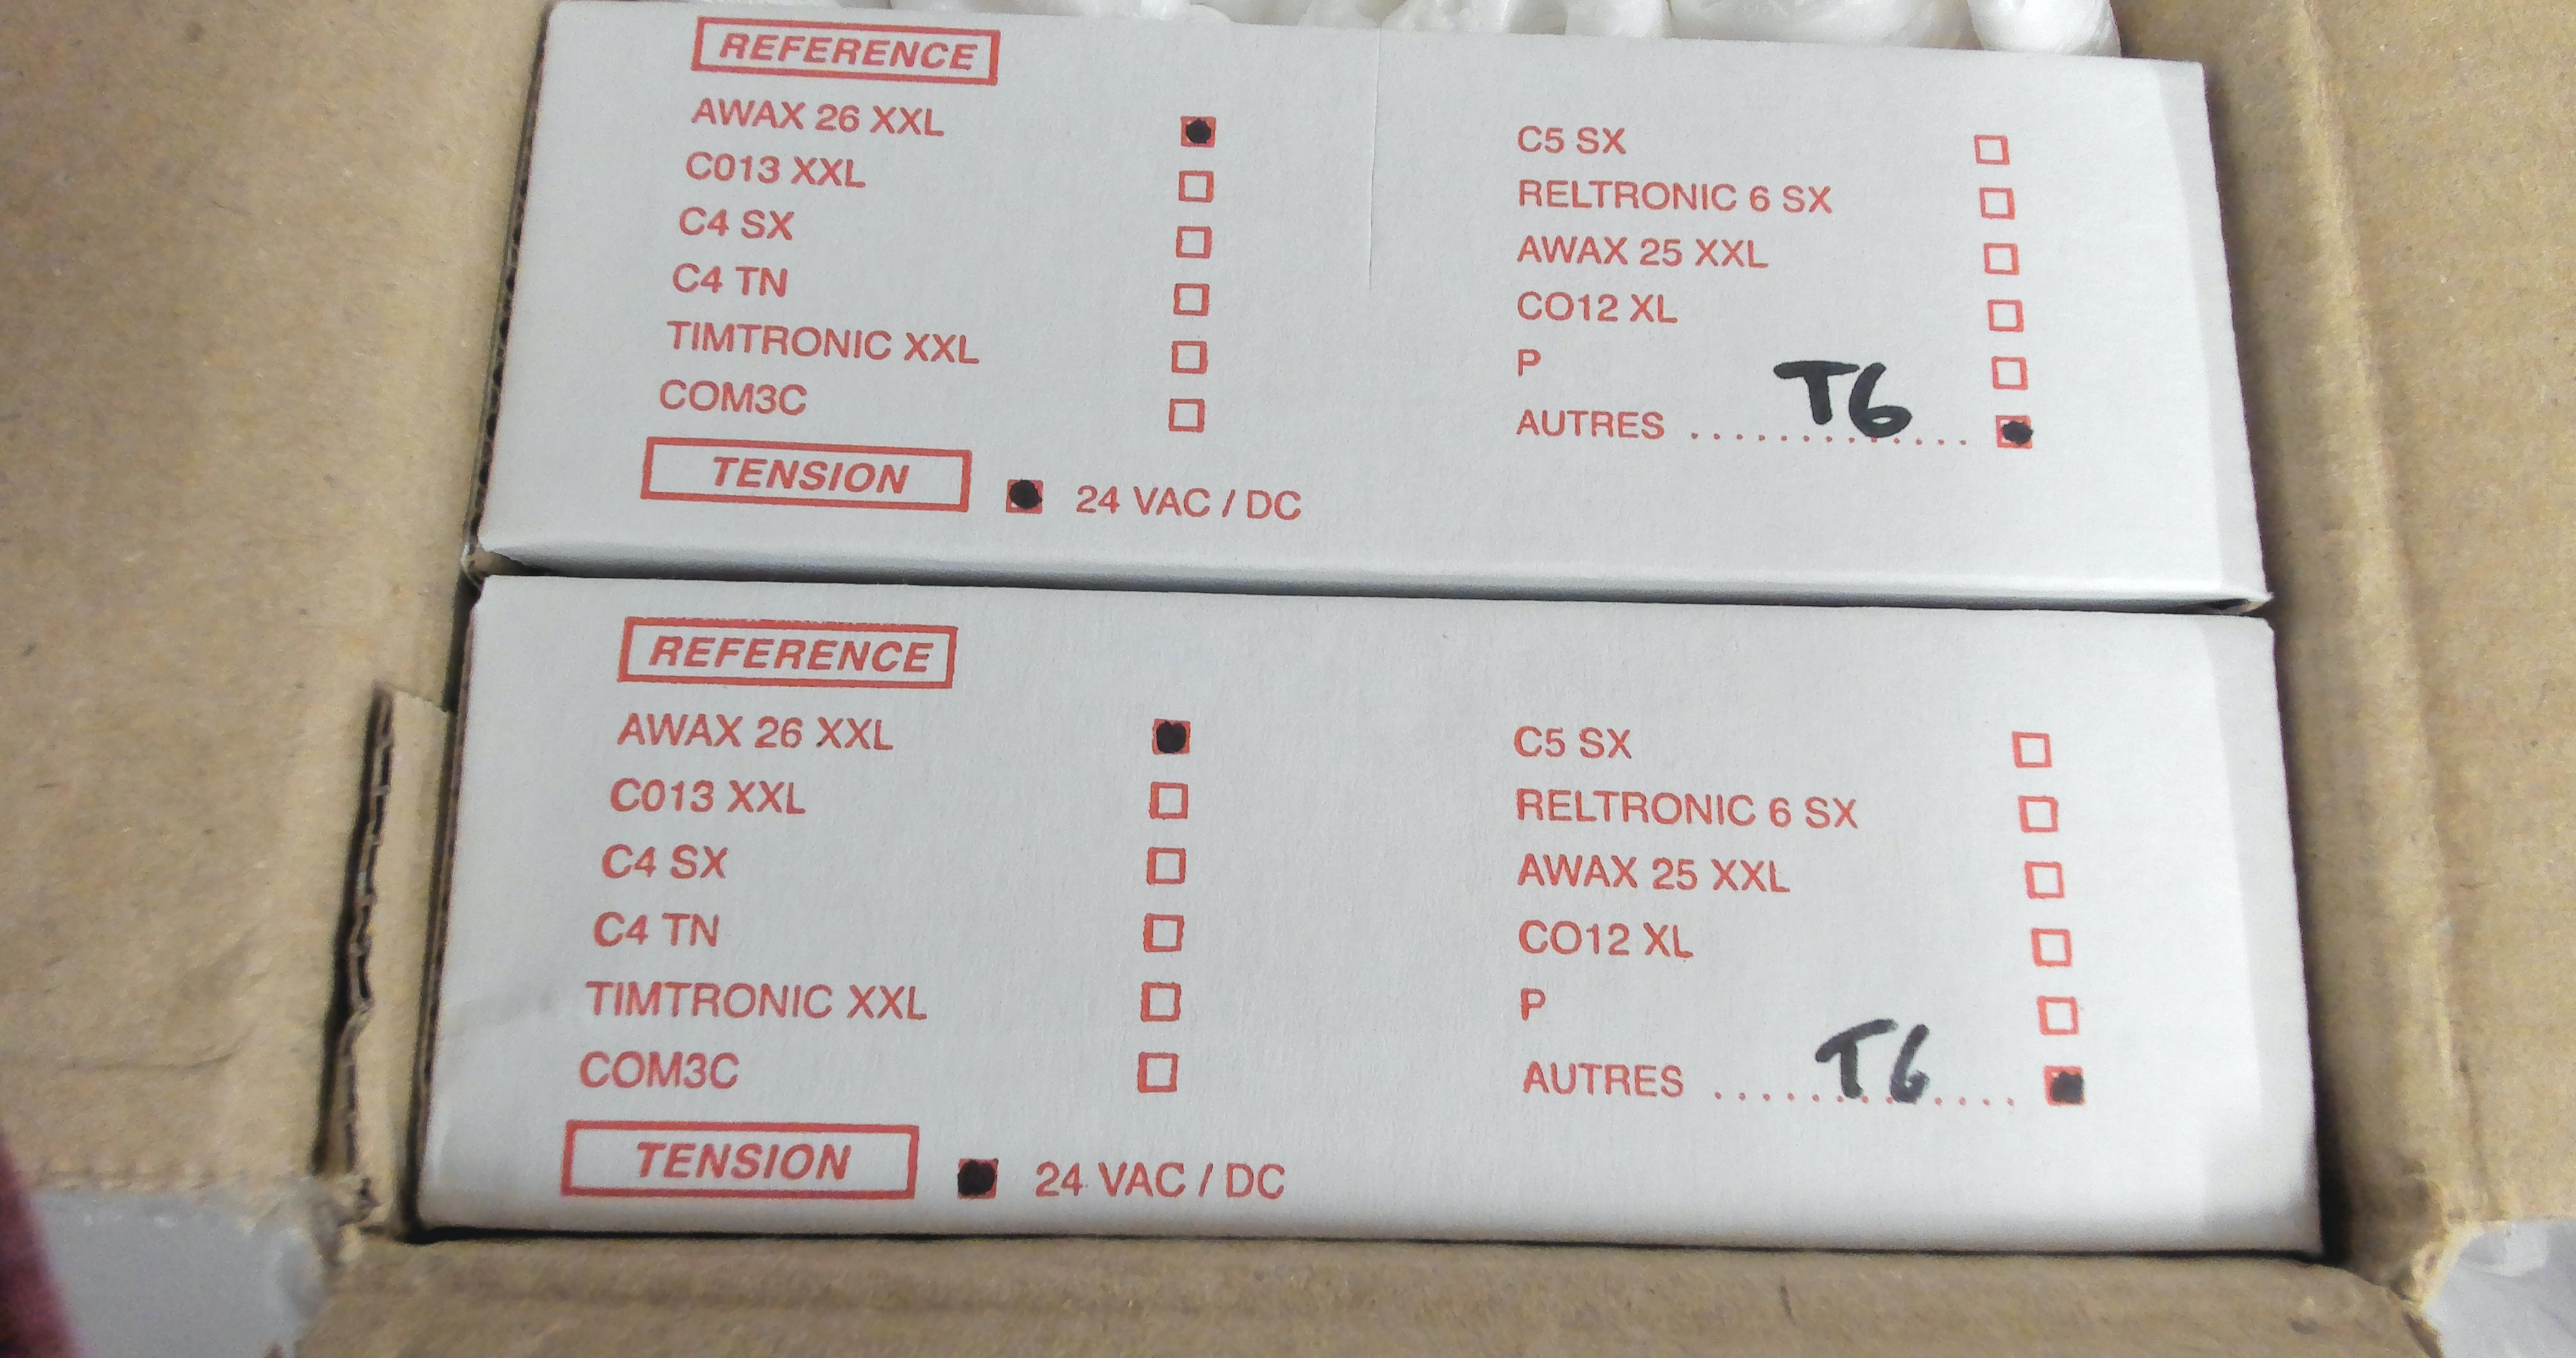 REFERENCE
AWAX 26 XXL
C013 XXL
C4 SX
C4 TN
TIMTRONIC XXL
COM3C
C5 SX
RELTRONIC 6 SX
AWAX 25 XXL
CO12 XL
P
AUTRES .............. T6
TENSION 24 VAC / DC
REFERENCE
AWAX 26 XXL
C013 XXL
C4 SX
C4 TN
TIMTRONIC XXL
COM3C
C5 SX
RELTRONIC 6 SX
AWAX 25 XXL
CO12 XL
P
AUTRES .............. T6
TENSION 24 VAC / DC